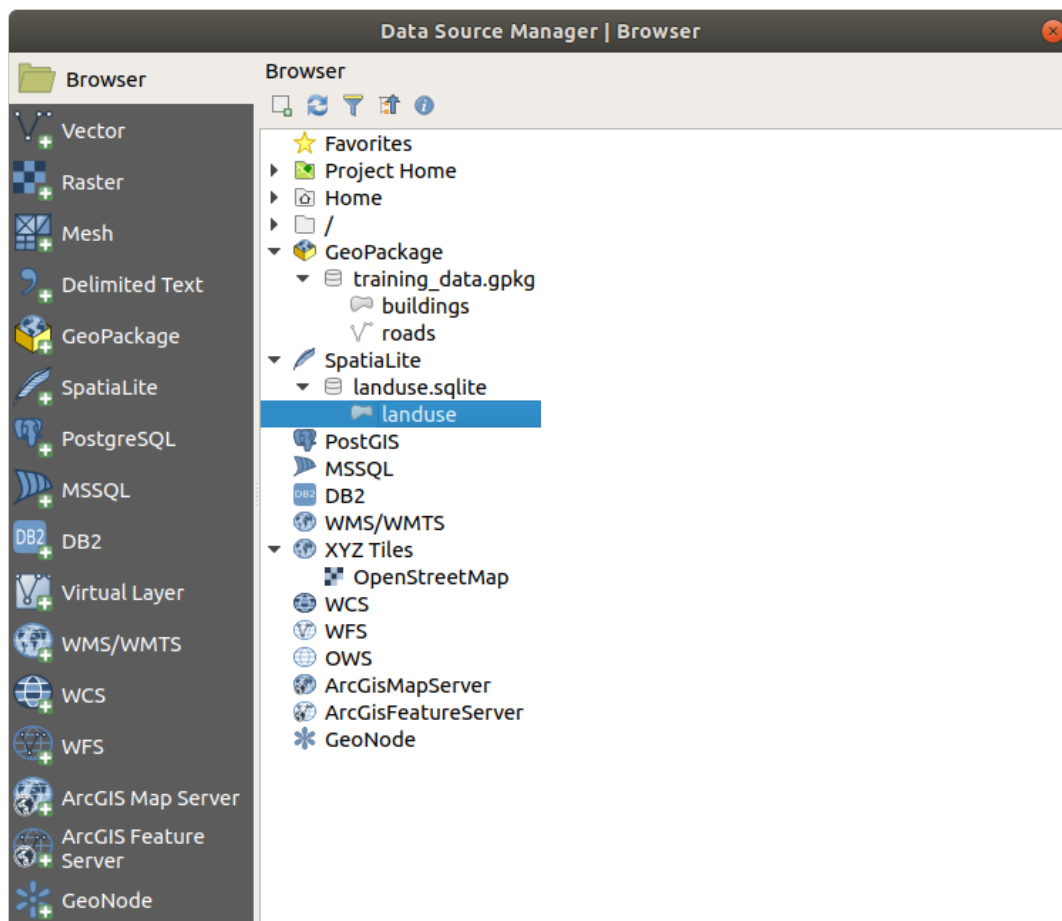 Data Source Manager | Browser
Browser
Vector
Raster
Mesh
Delimited Text
GeoPackage
SpatiaLite
PostgreSQL
MSSQL
DB2
DB2
Virtual Layer
WMS/WMTS
WCS
WFS
ArcGIS Map Server
ArcGIS Feature
Server
GeoNode
Browser
Favorites
Project Home
Home
/
GeoPackage
training_data.gpkg
buildings
roads
SpatiaLite
landuse.sqlite
landuse
PostGIS
MSSQL
DB2
DB2
WMS/WMTS
XYZ Tiles
OpenStreetMap
WCS
WFS
OWS
ArcGisMapServer
ArcGisFeatureServer
GeoNode